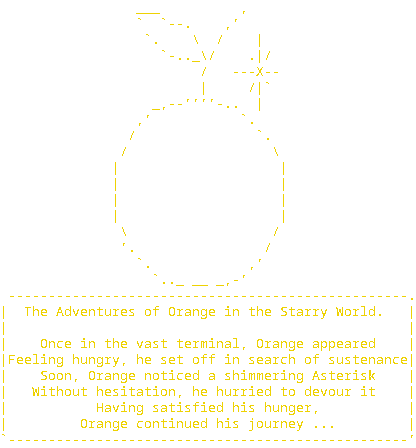 The Adventures of Orange in the Starry World.
Once in the vast terminal, Orange appeared
Feeling hungry, he set off in search of sustenance
Soon, Orange noticed a shimmering Asterisk
Without hesitation, he hurried to devour it
Having satisfied his hunger,
Orange continued his journey ...